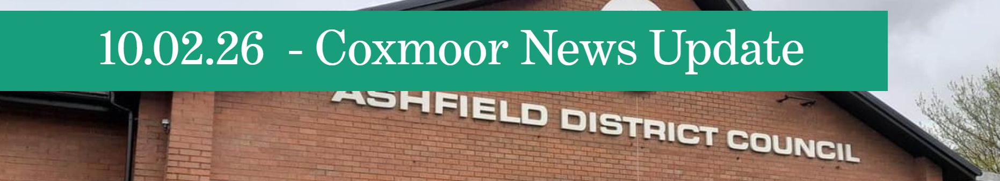 10.02.26 - Coxmoor News Update
ASHFIELD DISTRICT COUNCIL